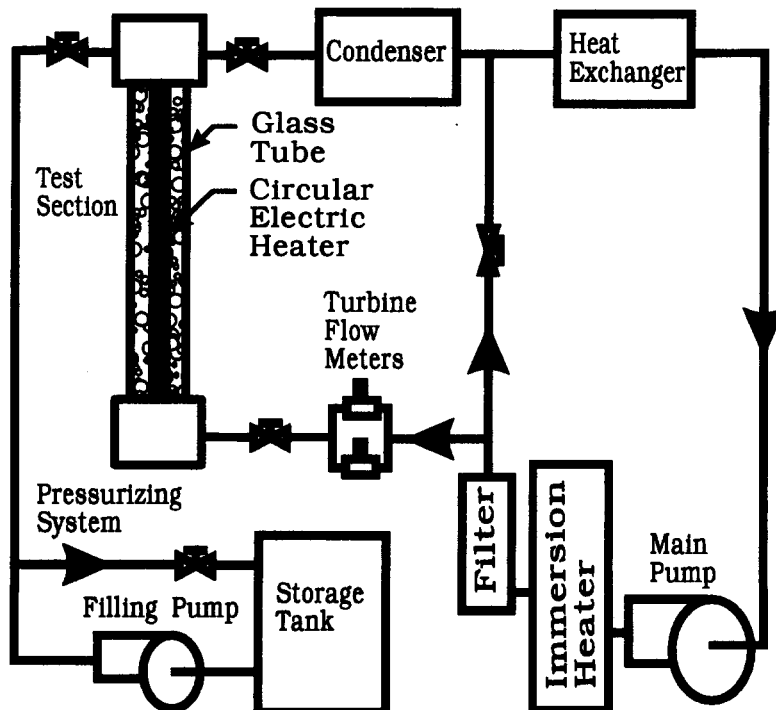 Condenser
Heat
Exchanger
Glass
Tube
Test
Section
Circular
Electric
Heater
Turbine
Flow
Meters
Pressurizing
System
Filter
Immersion
Heater
Main
Pump
Filling Pump
Storage
Tank